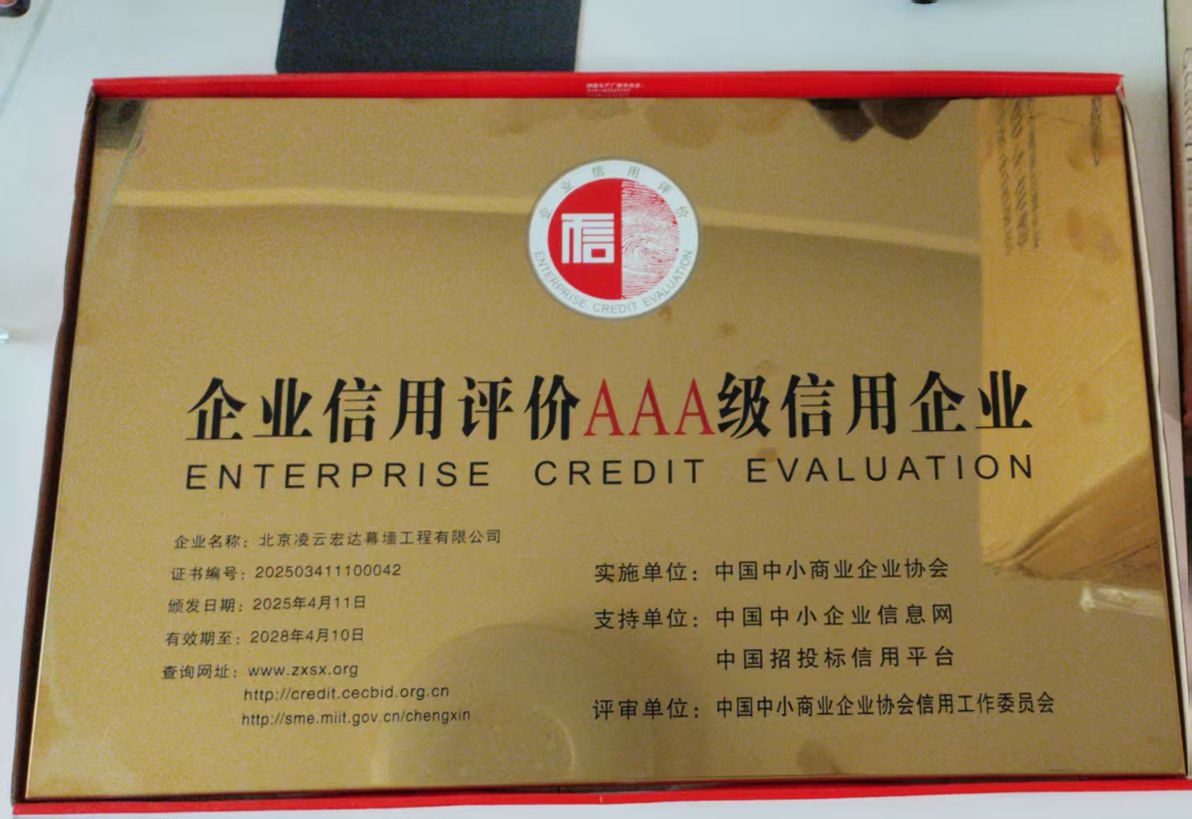 企业信用评价
信
ENTERPRISE CREDIT EVALUATION
企业信用评价AAA级信用企业
ENTERPRISE CREDIT EVALUATION
企业名称：北京凌云宏达幕墙工程有限公司
证书编号：202503411100042
颁发日期：2025年4月11日
有效期至：2028年4月10日
查询网址：www.zxsx.org
http://credit.cecbid.org.cn
http://sme.miit.gov.cn/chengxin
实施单位：中国中小商业企业协会
支持单位：中国中小企业信息网
中国招投标信用平台
评审单位：中国中小商业企业协会信用工作委员会